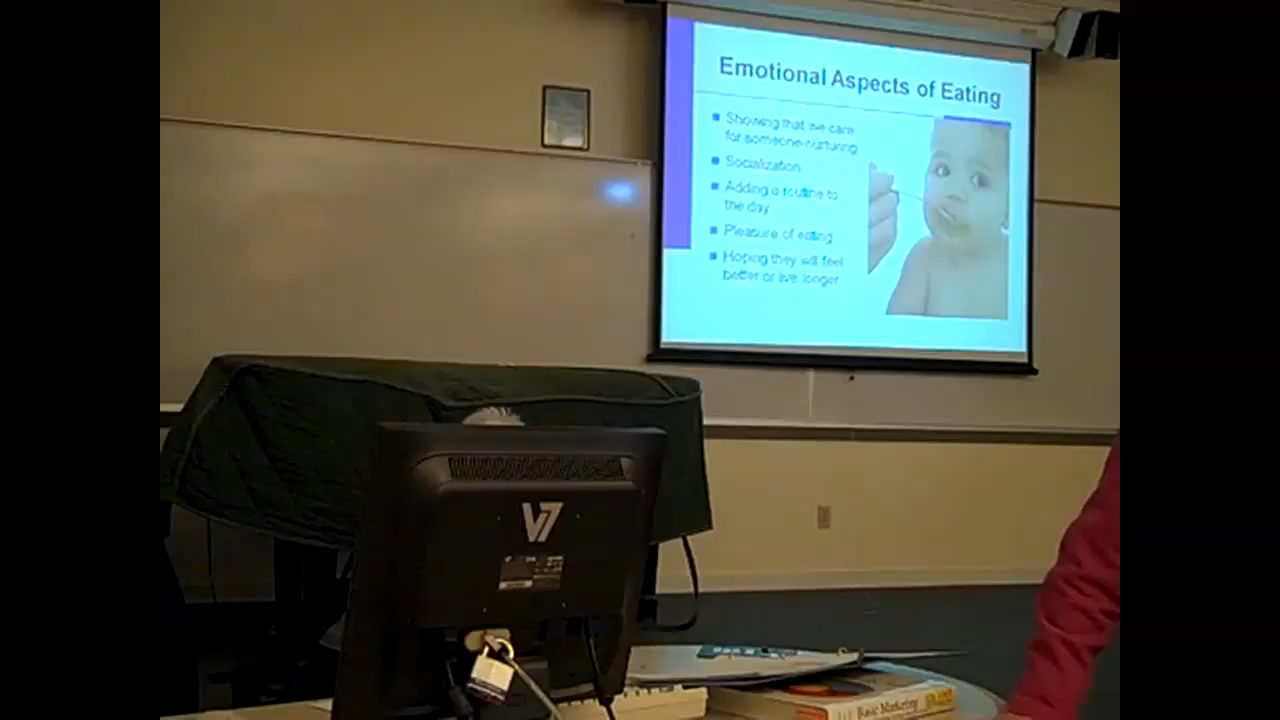 Emotional Aspects of Eating
Showing that we care
for someone-nurturing
Socialization
Adding a routine to
the day
Pleasure of eating
Hoping they will feel
better or live longer
V7
Basic Marketing